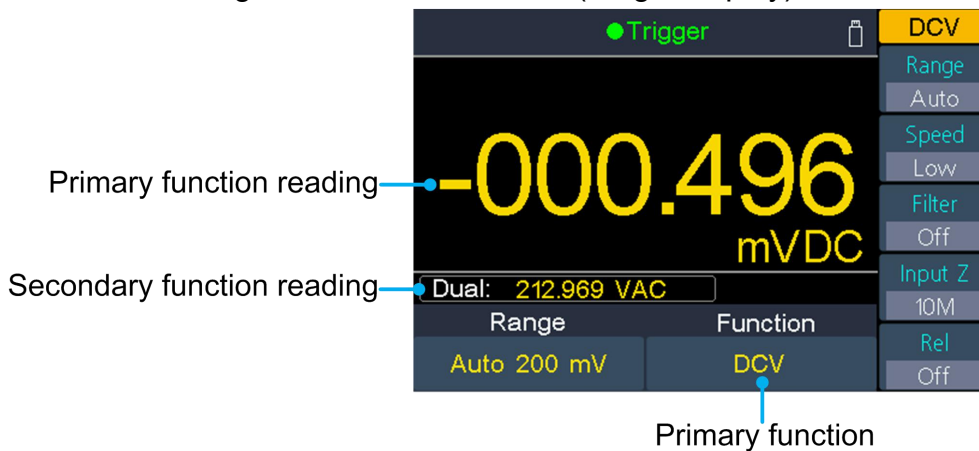 Trigger
DCV
Range
Auto
Speed
Low
Filter
Off
Input Z
10M
Rel
Off
-000.496
mVDC
Primary function reading
Secondary function reading
Dual: 212.969 VAC
Range Function
Auto 200 mV DCV
Primary function